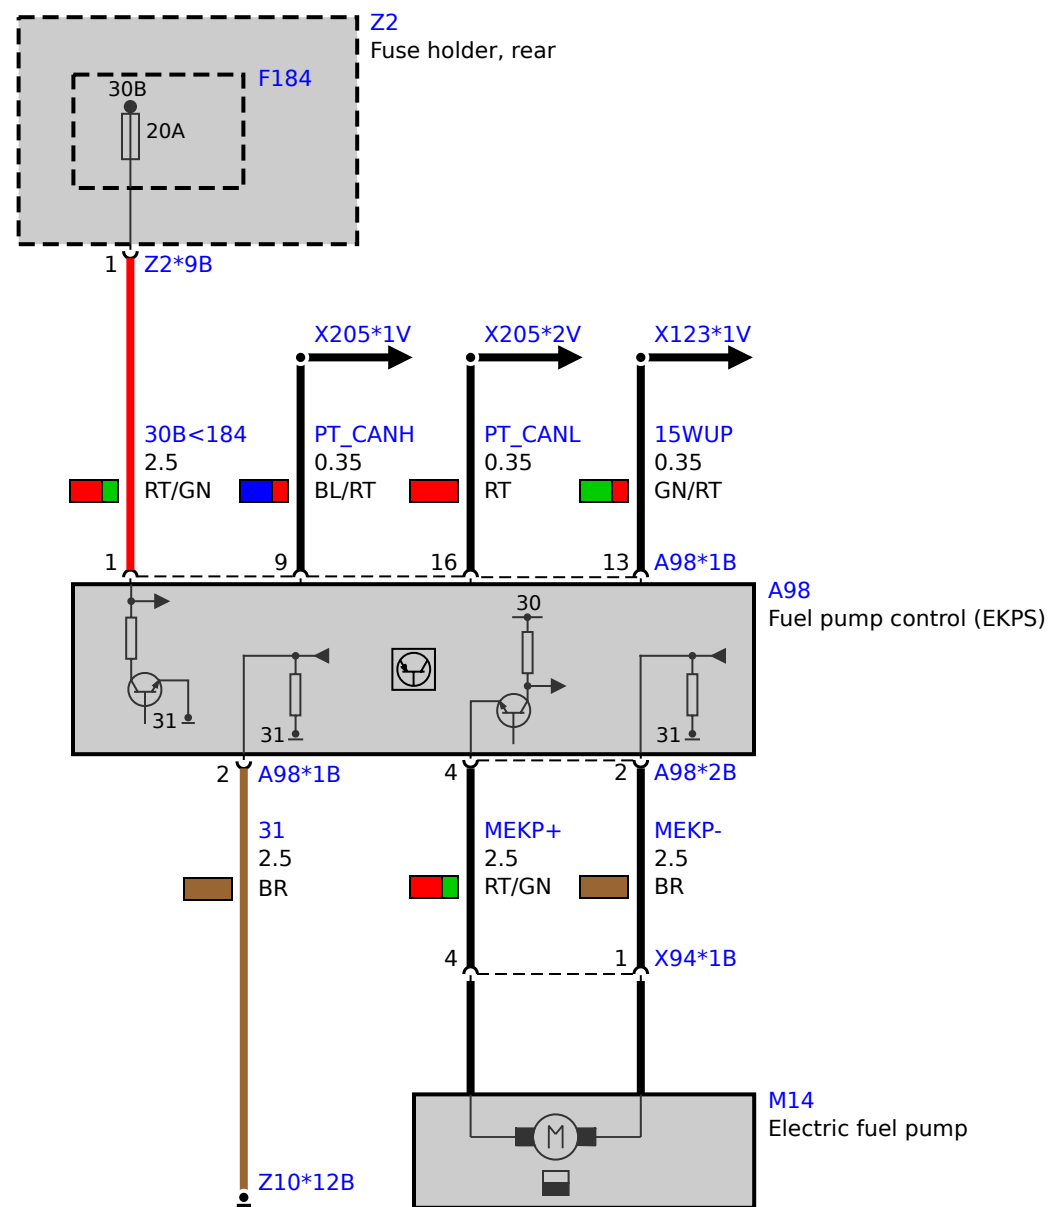 Z2
Fuse holder, rear
F184
30B
20A
1 Z2*9B
X205*1V X205*2V X123*1V
30B<184 PT_CANH PT_CANL 15WUP
2.5 0.35 0.35 0.35
RT/GN BL/RT RT GN/RT
1 9 16 13 A98*1B
A98
Fuel pump control (EKPS)
30
31 31 31
2 A98*1B 4 2 A98*2B
31 MEKP+ MEKP-
2.5 2.5 2.5
BR RT/GN BR
4 1 X94*1B
M14
Electric fuel pump
M
Z10*12B